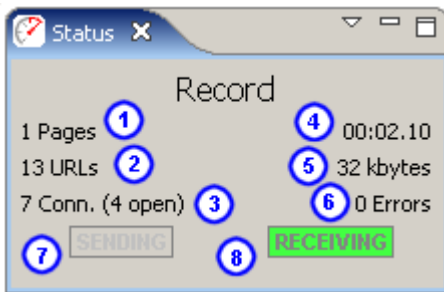 Status
Record
1 Pages 1 4 00:02.10
13 URLs 2 5 32 kbytes
7 Conn. (4 open) 3 6 0 Errors
7 SENDING 8 RECEIVING